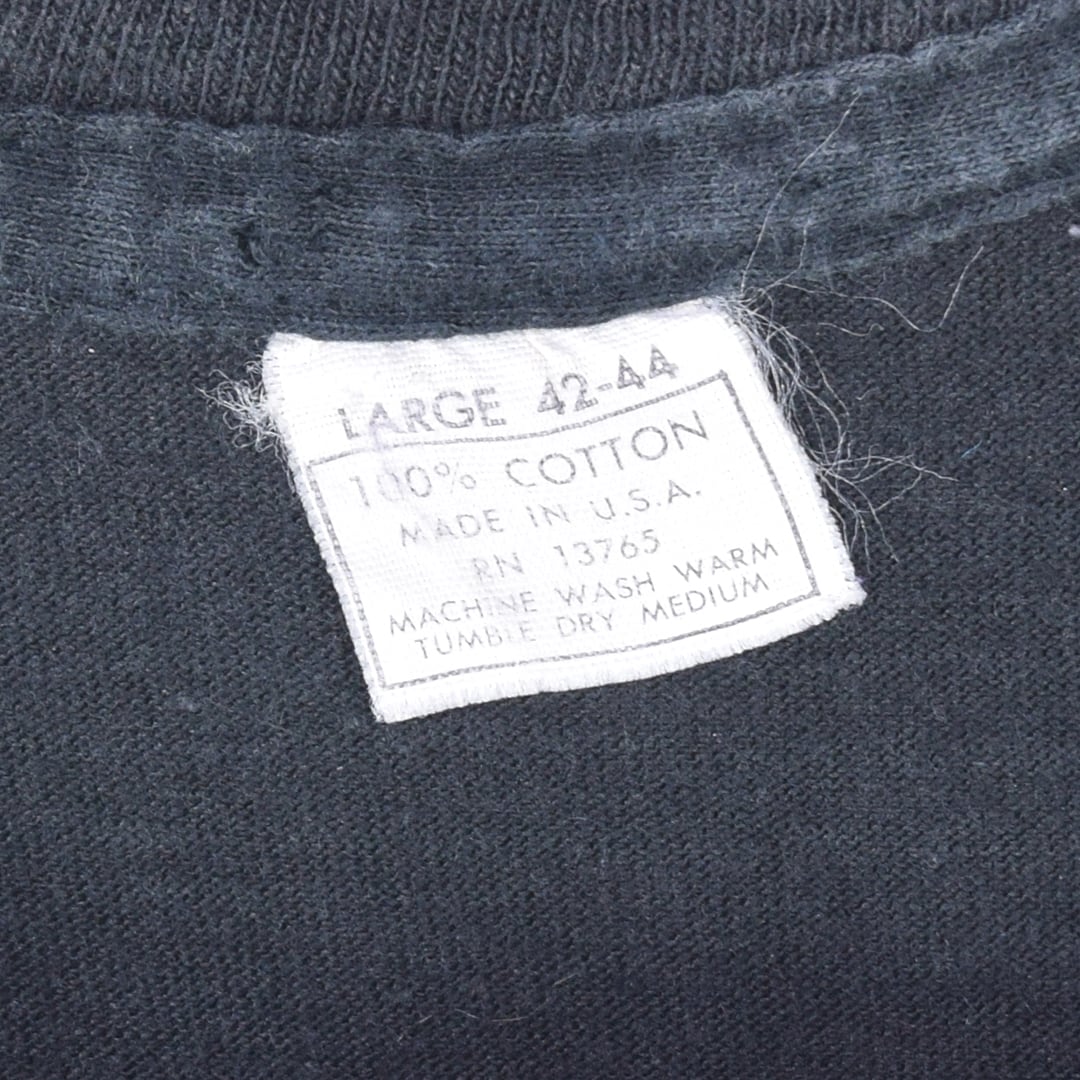 LARGE 42-44
100% COTTON
MADE IN U.S.A.
RN 13765
MACHINE WASH WARM
TUMBLE DRY MEDIUM